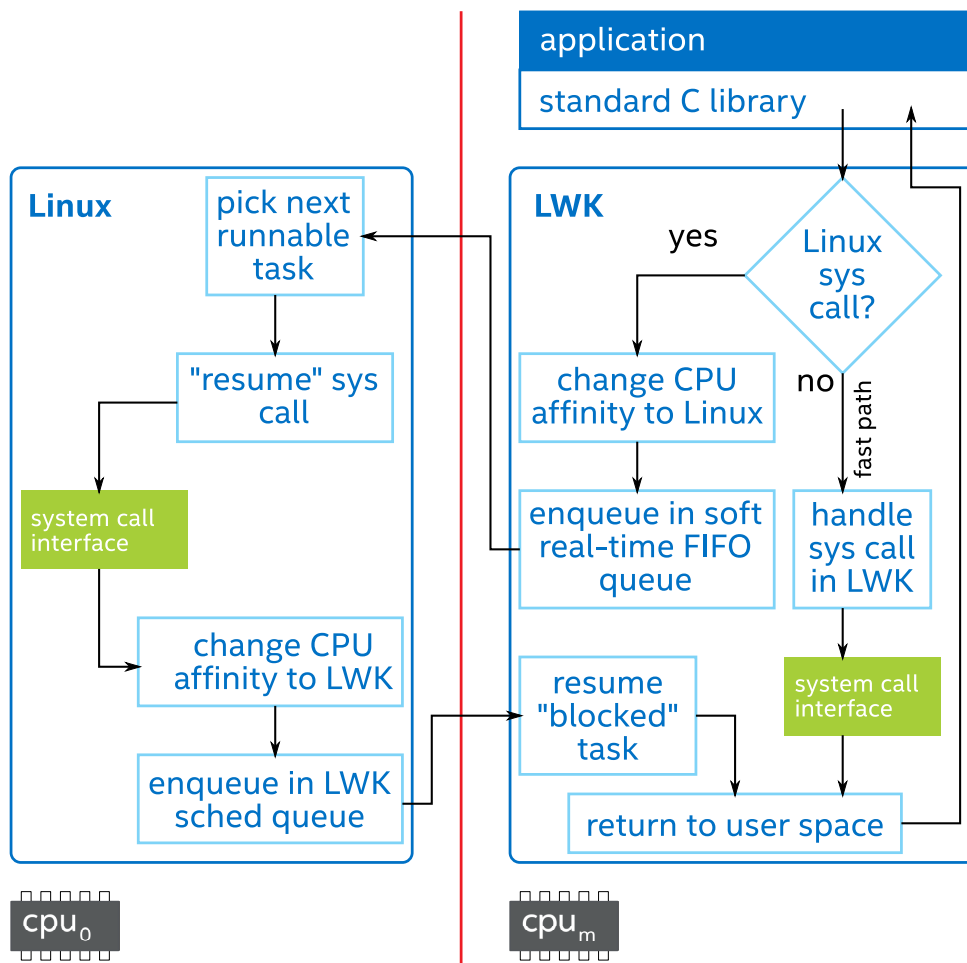 application
standard C library
Linux
pick next
runnable
task
"resume" sys
call
system call
interface
change CPU
affinity to LWK
enqueue in LWK
sched queue
cpu0
LWK
Linux
sys
call?
yes
no
fast path
change CPU
affinity to Linux
enqueue in soft
real-time FIFO
queue
handle
sys call
in LWK
system call
interface
resume
"blocked"
task
return to user space
cpum